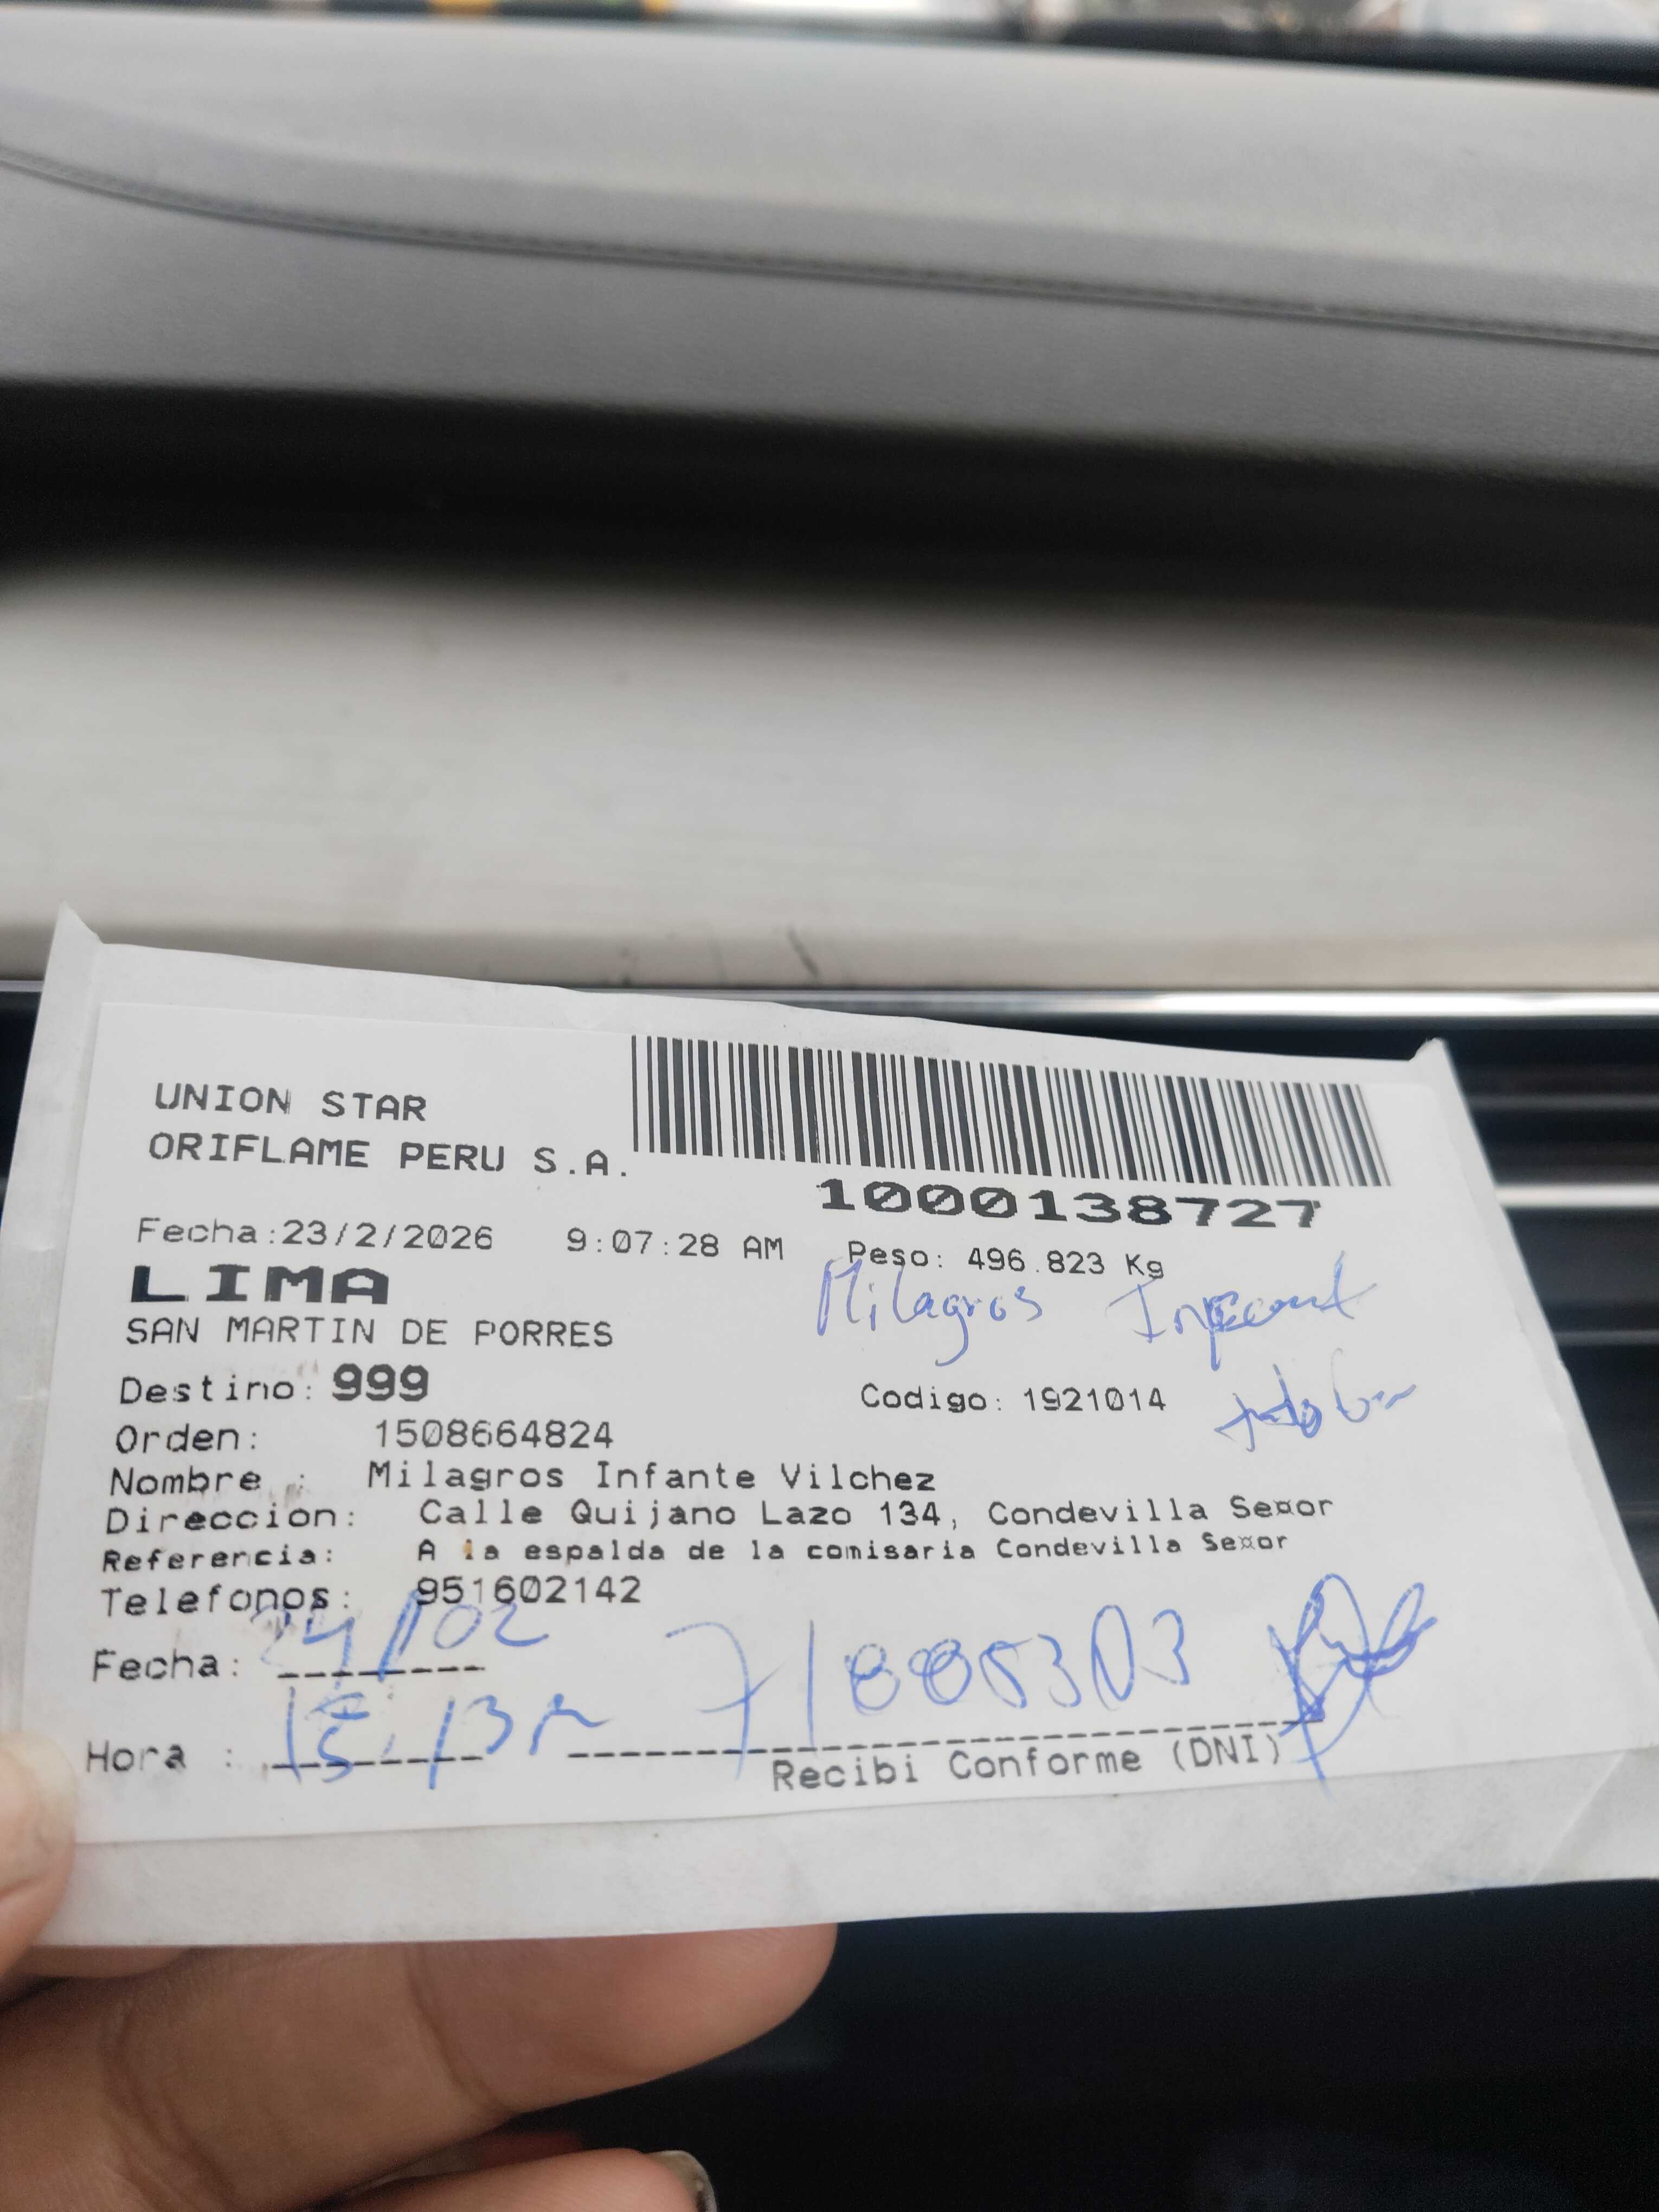 UNION STAR
ORIFLAME PERU S.A.
1000138727
Fecha:23/2/2026 9:07:28 AM Peso: 496.823 Kg
LIMA
Milagros
SAN MARTIN DE PORRES
Destino: 999 Codigo: 1921014
Orden: 1508664824
Nombre : Milagros Infante Vilchez
Direccion: Calle Quijano Lazo 134, Condevilla Se¤or
Referencia: A la espalda de la comisaria Condevilla Se¤or
Telefonos: 951602142
Fecha: 24/02
Hora : 15:13
Recibi Conforme (DNI)